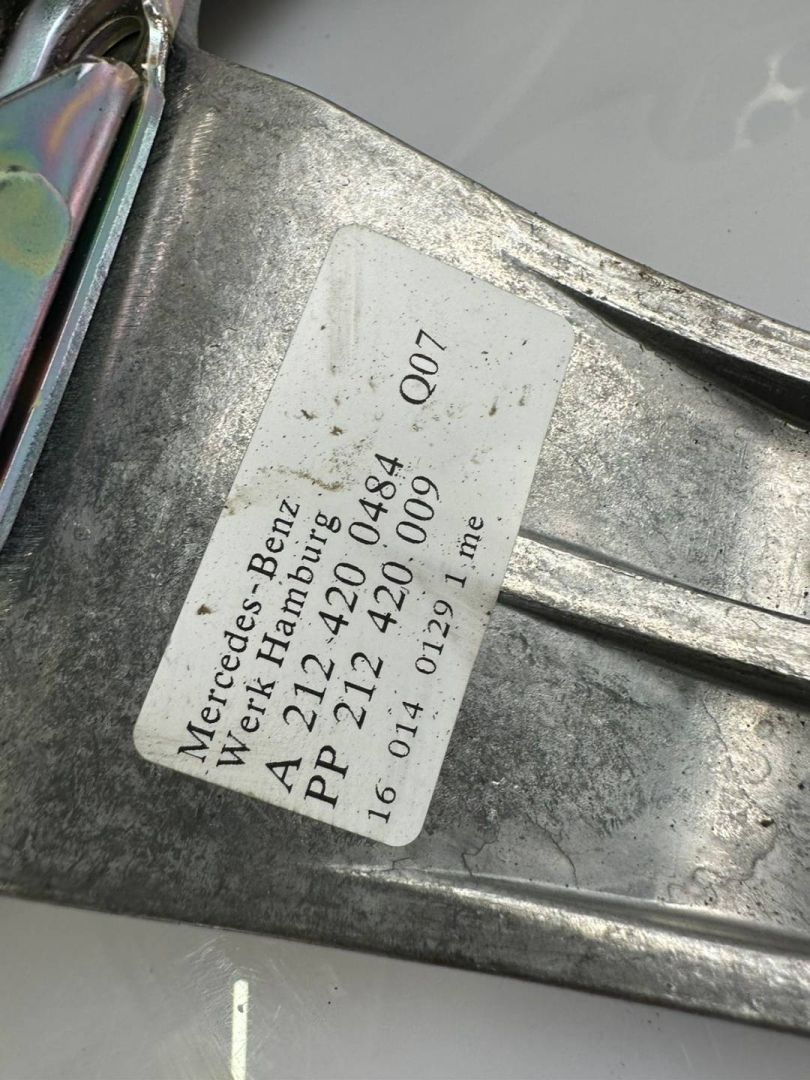 Mercedes-Benz
Werk Hamburg
A 212 420 0484 Q07
PP 212 420 009
16 014 0129 1 me